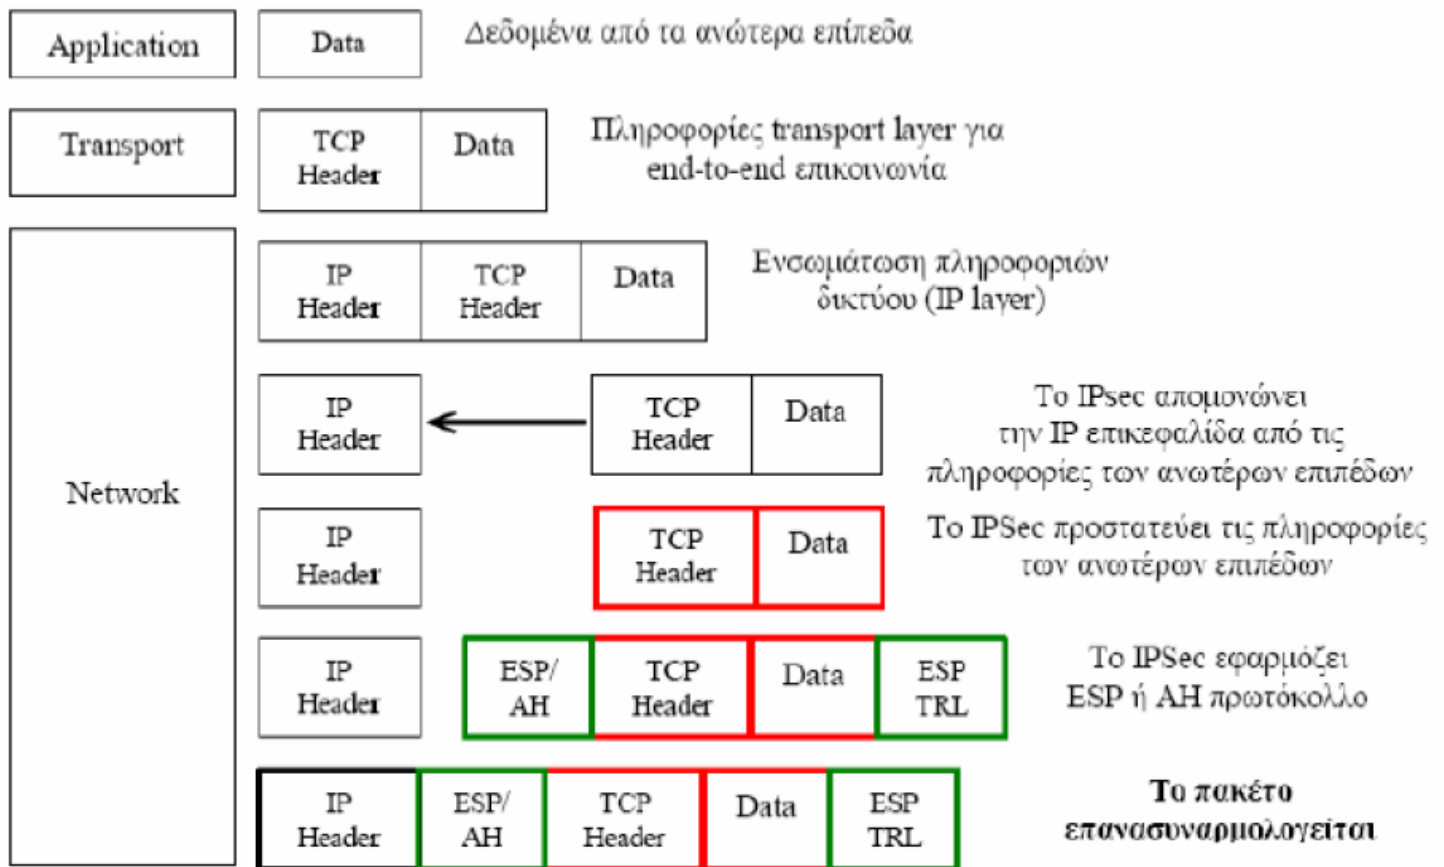 Application
Data
Δεδομένα από τα ανώτερα επίπεδα
Transport
TCP
Header
Data
Πληροφορίες transport layer για
end-to-end επικοινωνία
Network
IP
Header
TCP
Header
Data
Ενσωμάτωση πληροφοριών
δικτύου (IP layer)
IP
Header
TCP
Header
Data
Το IPsec απομονώνει
την IP επικεφαλίδα από τις
πληροφορίες των ανωτέρων επιπέδων
IP
Header
TCP
Header
Data
Το IPSec προστατεύει τις πληροφορίες
των ανωτέρων επιπέδων
IP
Header
ESP/
AH
TCP
Header
Data
ESP
TRL
Το IPSec εφαρμόζει
ESP ή AH πρωτόκολλο
IP
Header
ESP/
AH
TCP
Header
Data
ESP
TRL
Το πακέτο
επανασυναρμολογείται